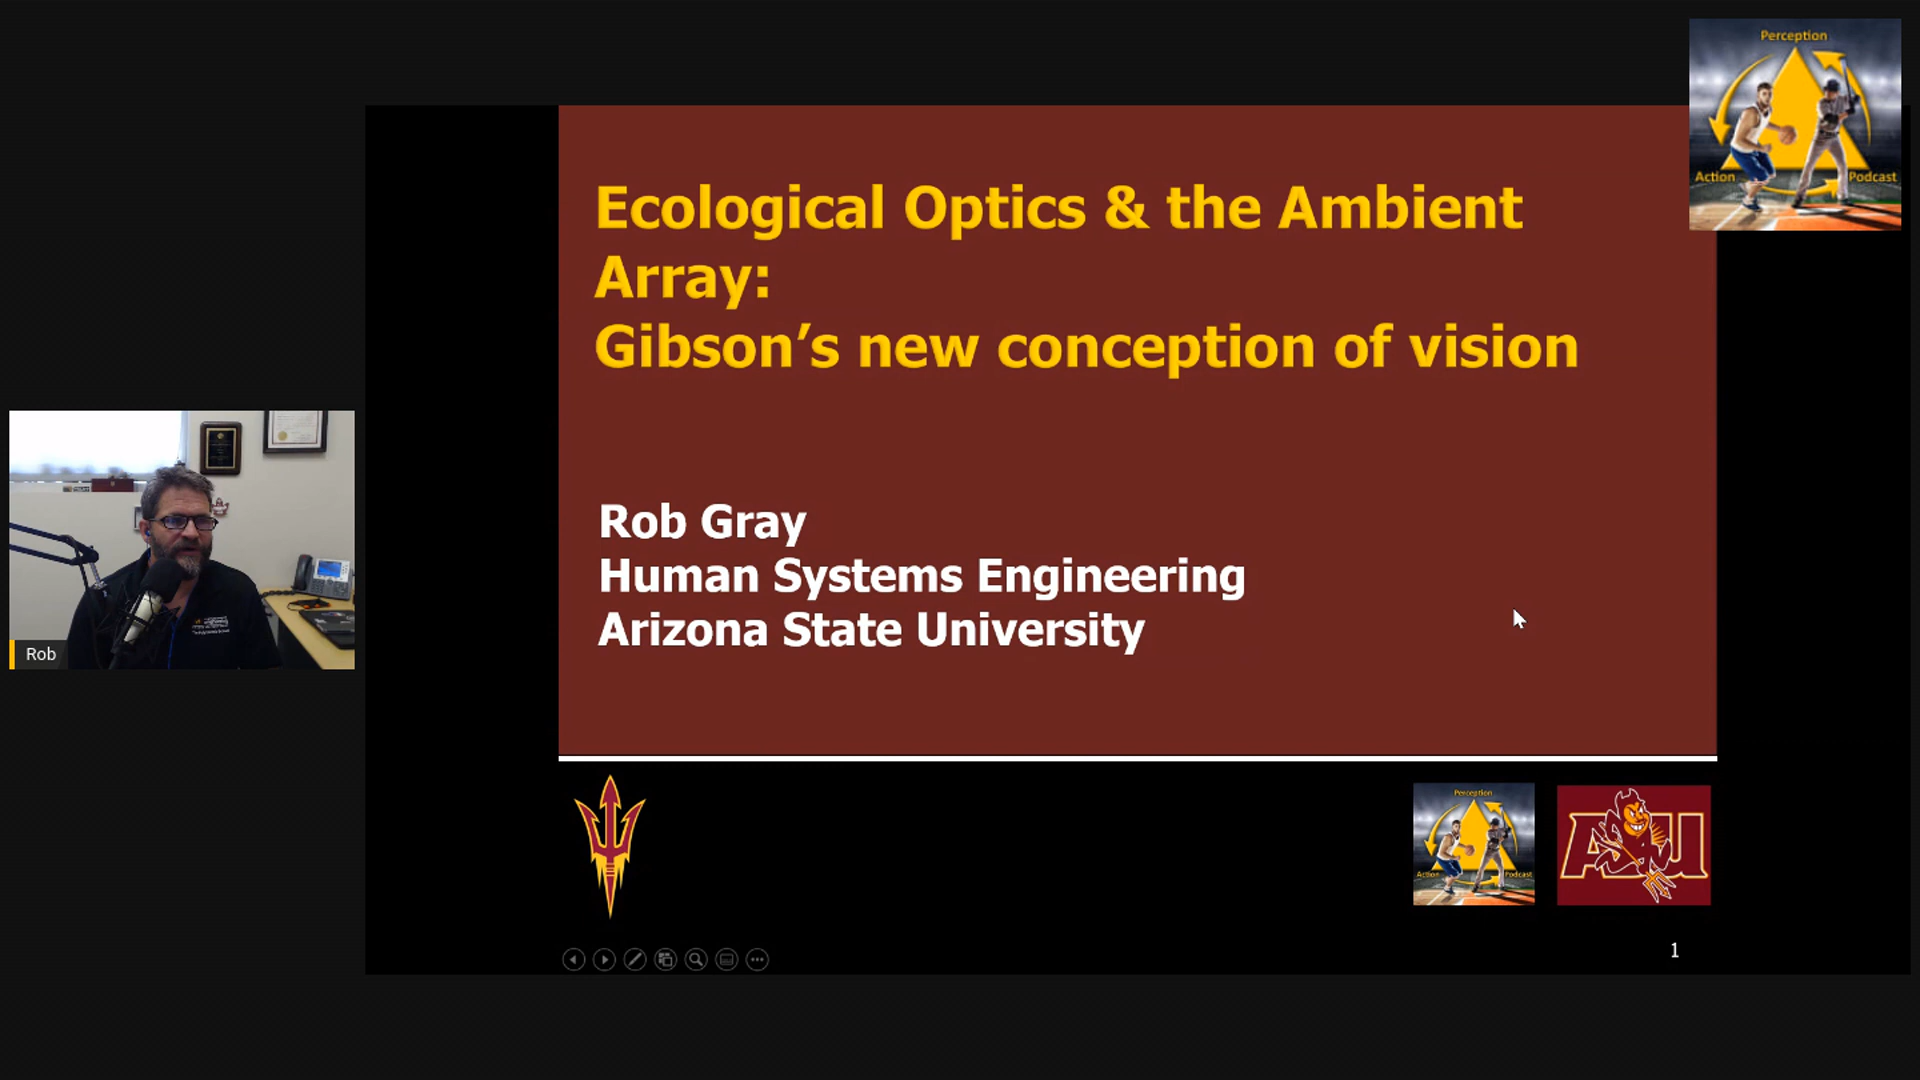 Perception
Action
Podcast
Ecological Optics & the Ambient
Array:
Gibson’s new conception of vision
Rob Gray
Human Systems Engineering
Arizona State University
Rob
Perception
Action
Podcast
ASU
1